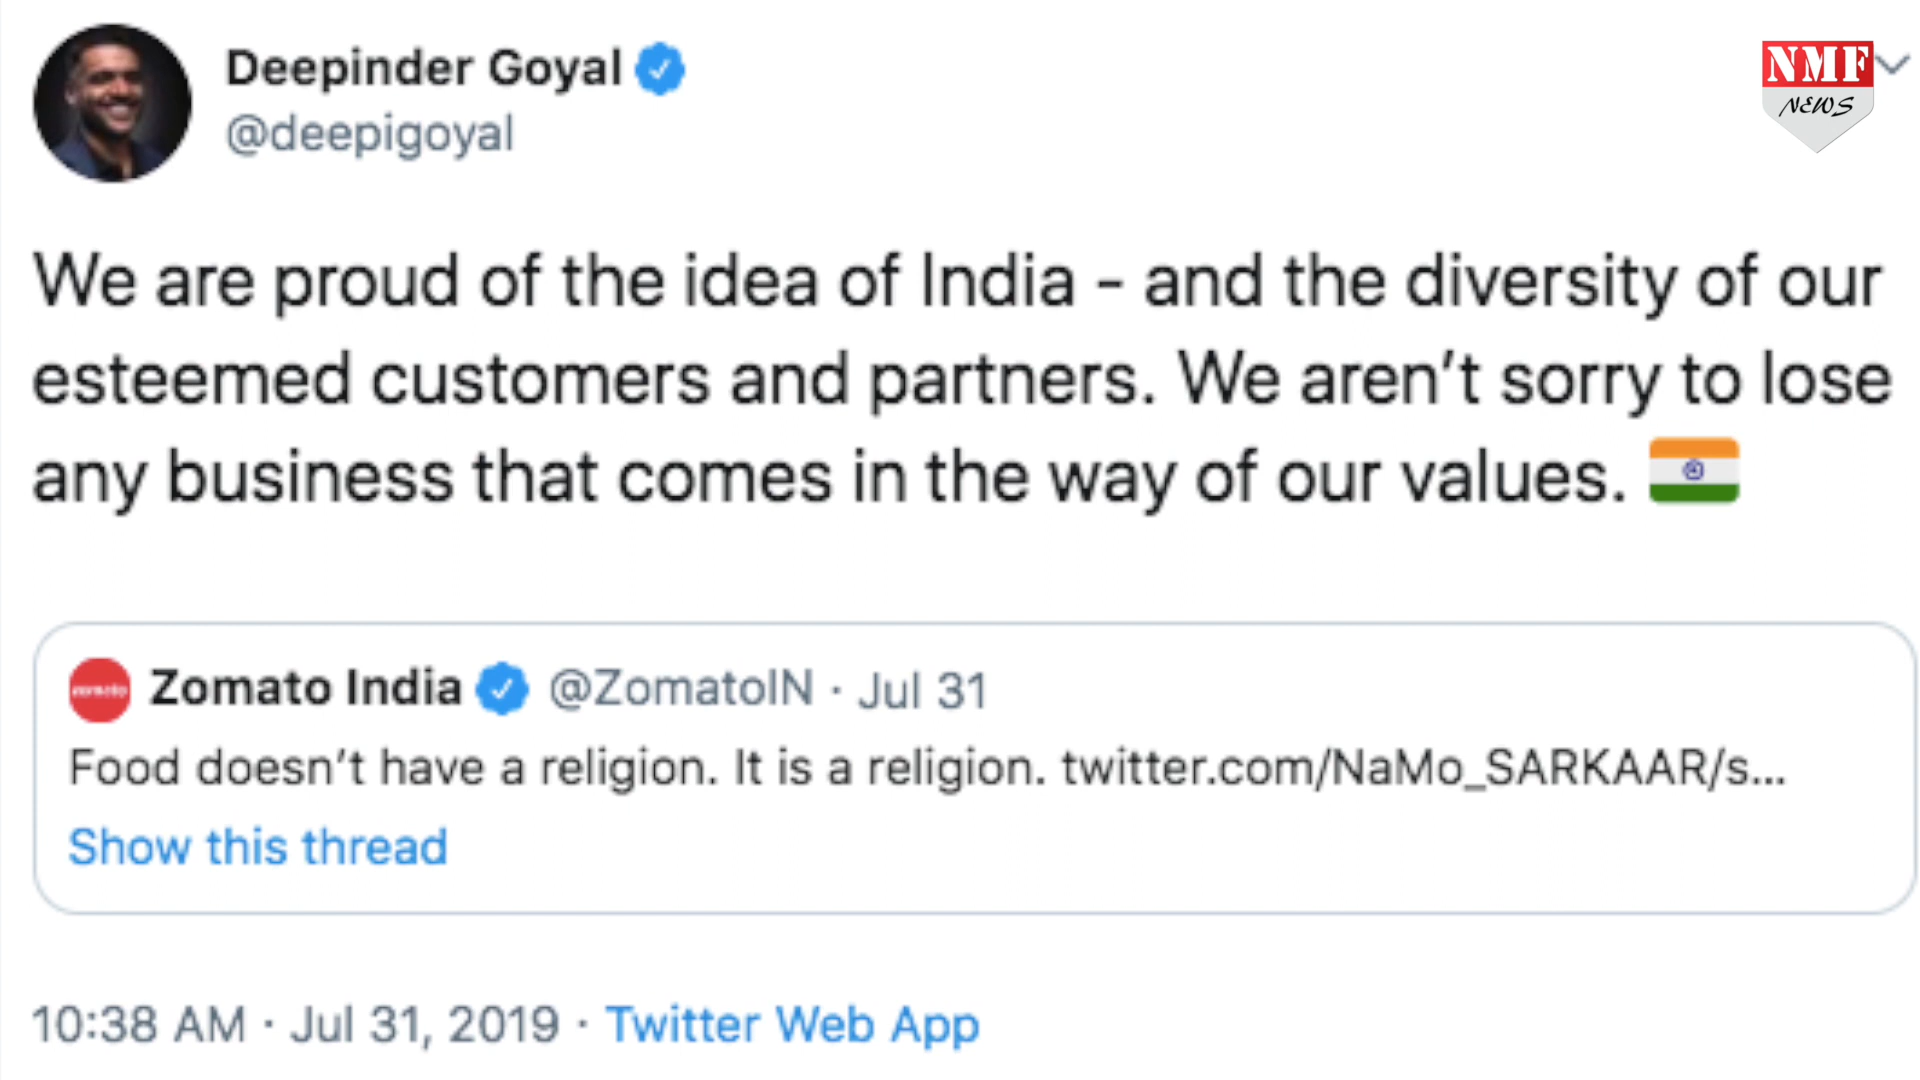 Deepinder Goyal
@deepigoyal
NMF
NEWS
We are proud of the idea of India - and the diversity of our
esteemed customers and partners. We aren’t sorry to lose
any business that comes in the way of our values. 🇮🇳
zomato
Zomato India @ZomatoIN · Jul 31
Food doesn’t have a religion. It is a religion. twitter.com/NaMo_SARKAAR/s...
Show this thread
10:38 AM · Jul 31, 2019 · Twitter Web App